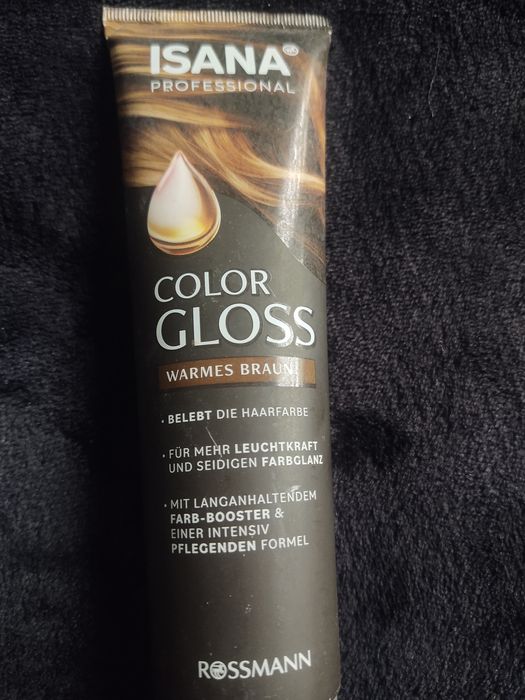 ISANA
PROFESSIONAL
COLOR
GLOSS
WARMES BRAUN
• BELEBT DIE HAARFARBE
• FÜR MEHR LEUCHTKRAFT
UND SEIDIGEN FARBGLANZ
• MIT LANGANHALTENDEM
FARB-BOOSTER &
EINER INTENSIV
PFLEGENDEN FORMEL
ROSSMANN